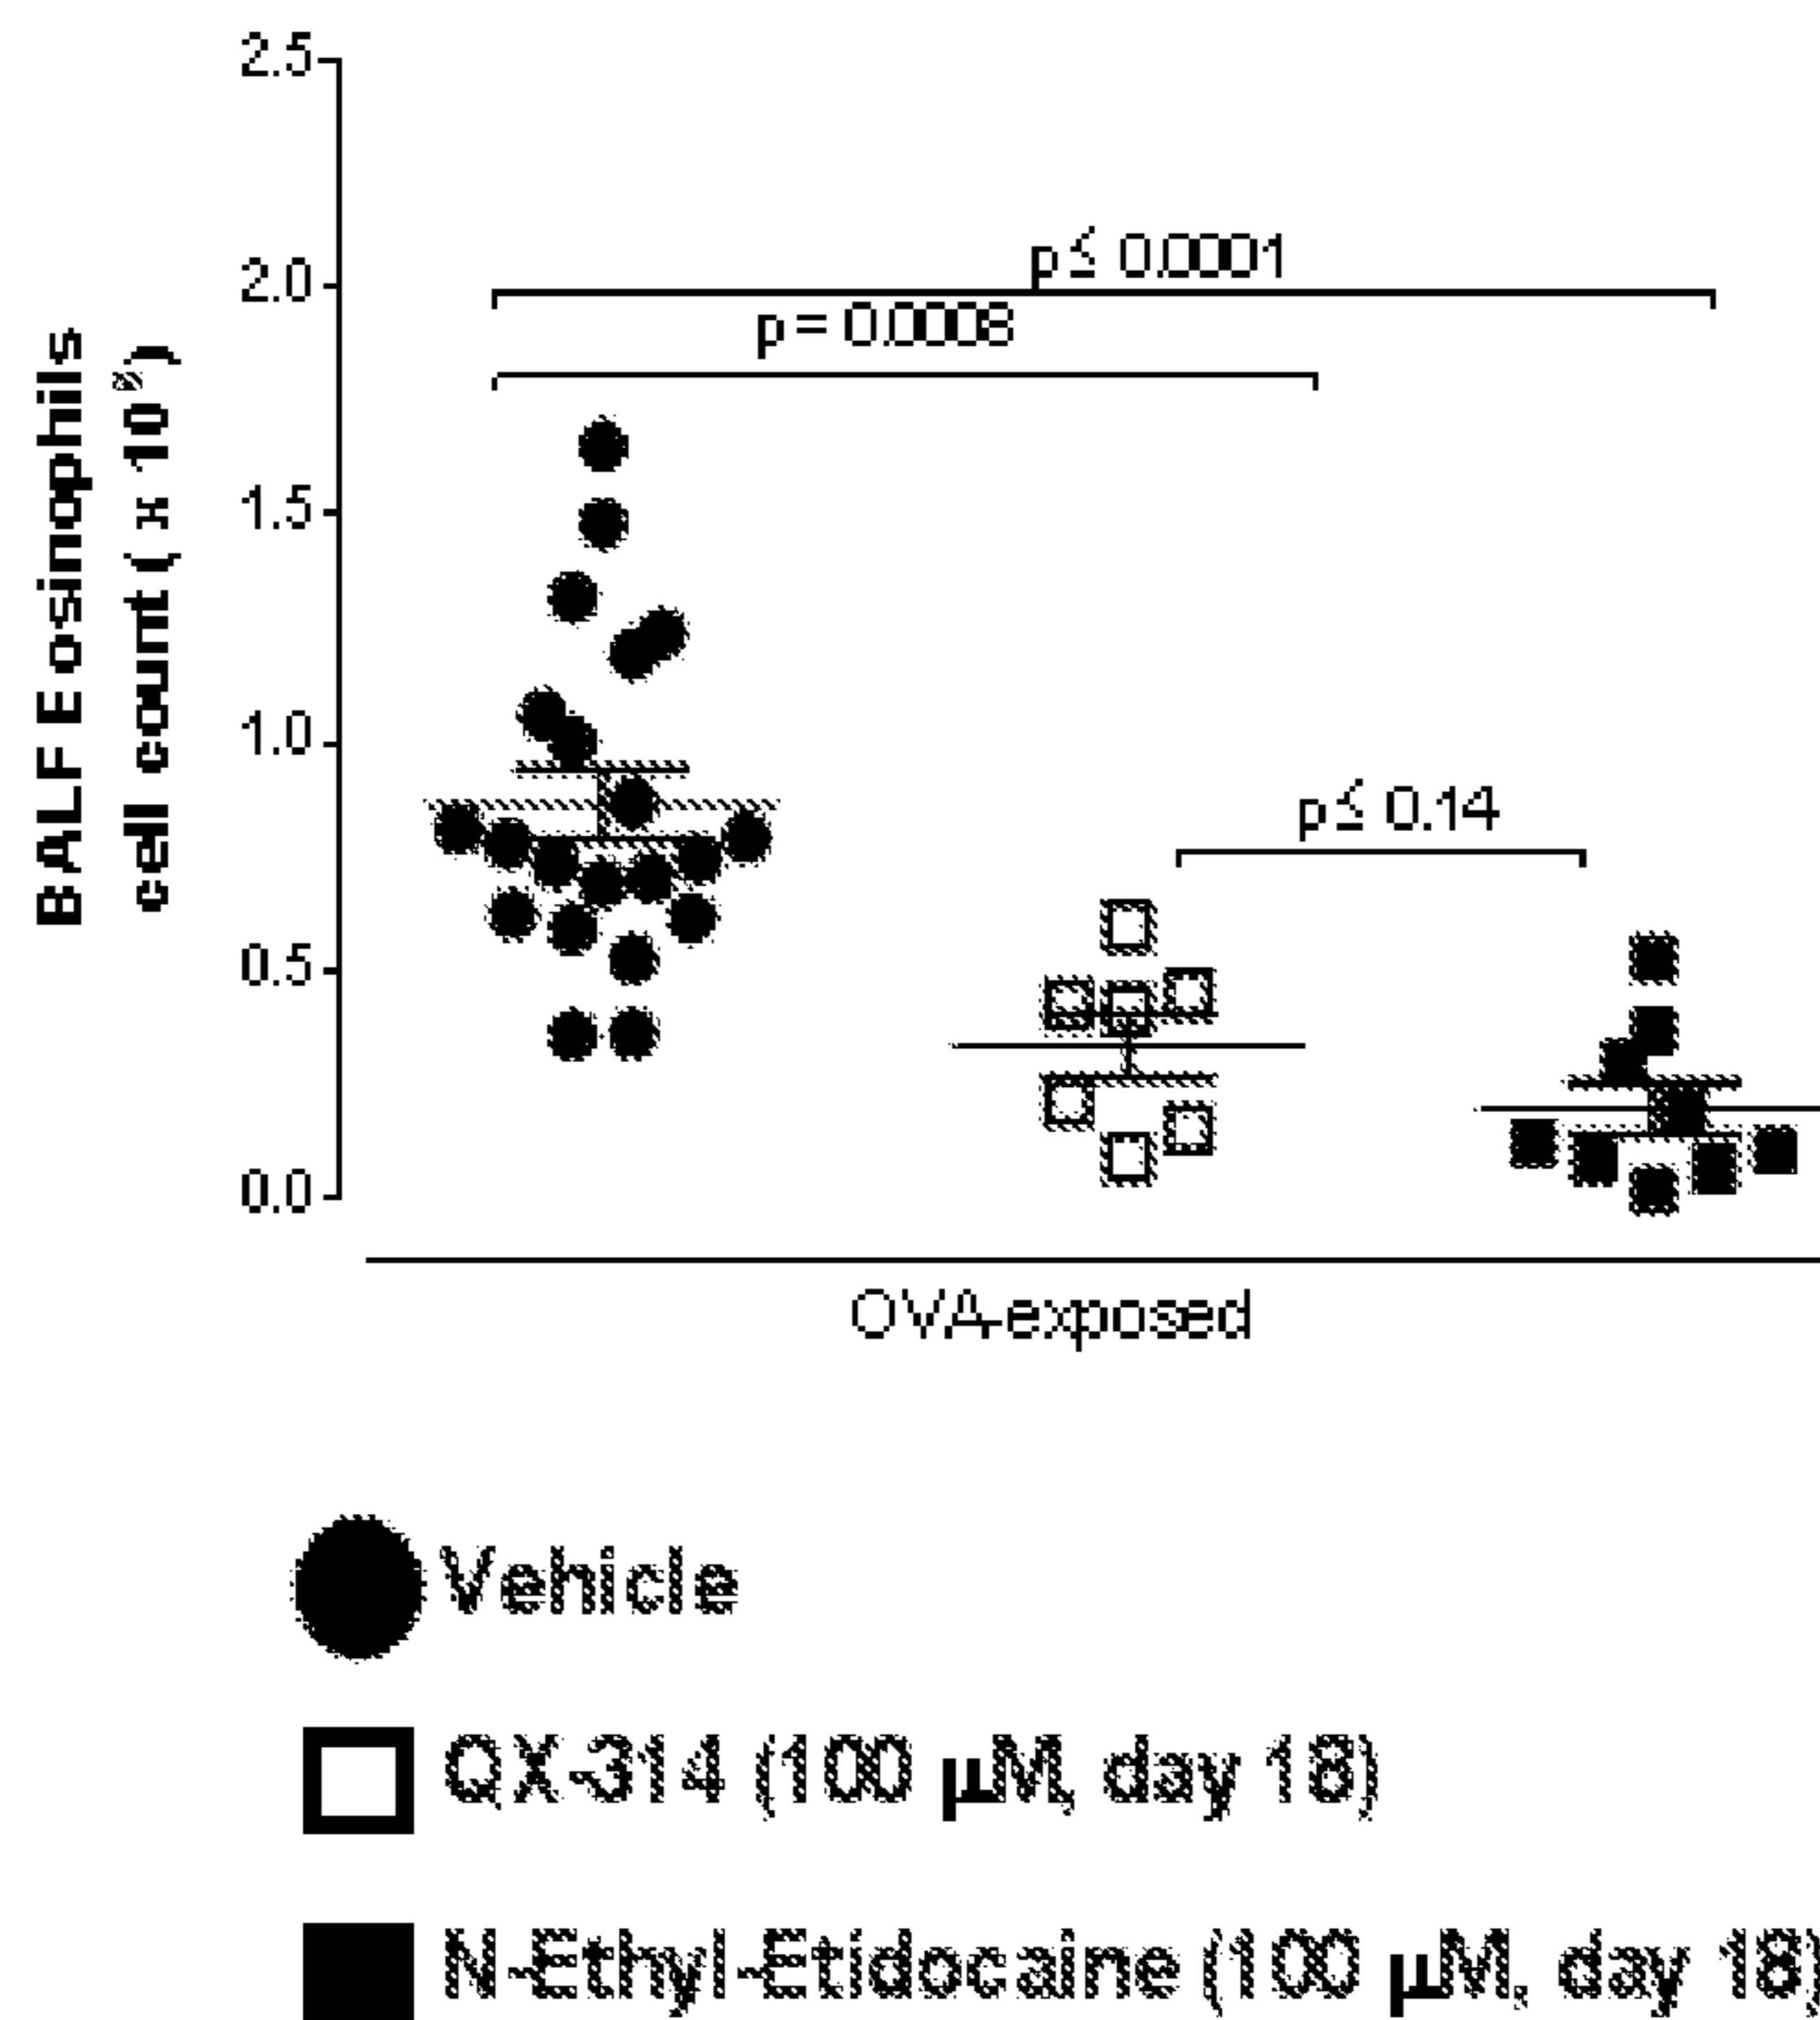 2.5
2.0
1.5
1.0
0.5
0.0
BALF Eosinophils
cell count ( x 10
p≤ 0.0001
p = 0.0008
p≤ 0.14
OVA-exposed
Vehicle
QX-314 (100 µM, day 18)
N-Ethyl-Etidocaine (100 µM, day 18)